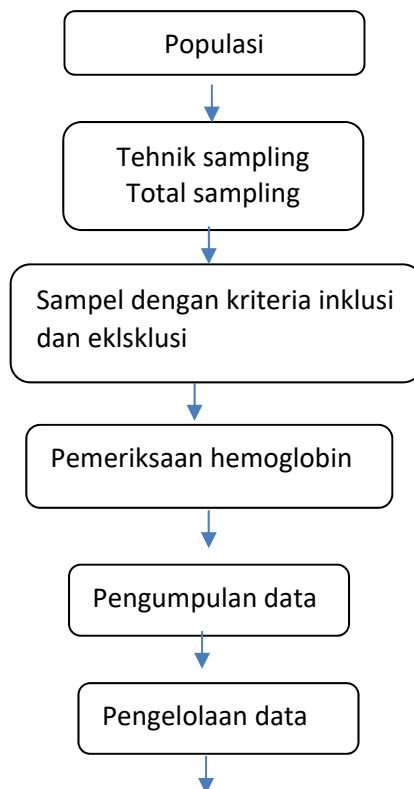 Populasi
Tehnik sampling
Total sampling
Sampel dengan kriteria inklusi
dan eklsklusi
Pemeriksaan hemoglobin
Pengumpulan data
Pengelolaan data